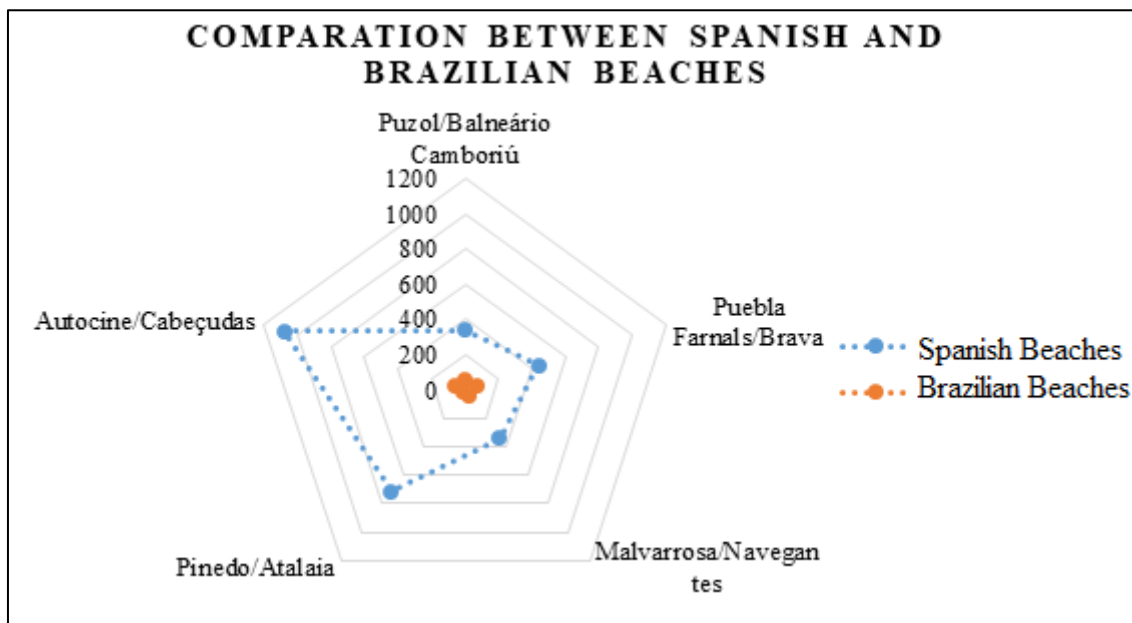 COMPARATION BETWEEN SPANISH AND
BRAZILIAN BEACHES
Puzol/Balneário
Camboriú
1200
1000
800
600
400
200
0
Puebla
Farnals/Brava
Malvarrosa/Navegan
tes
Pinedo/Atalaia
Autocine/Cabeçudas
Spanish Beaches
Brazilian Beaches